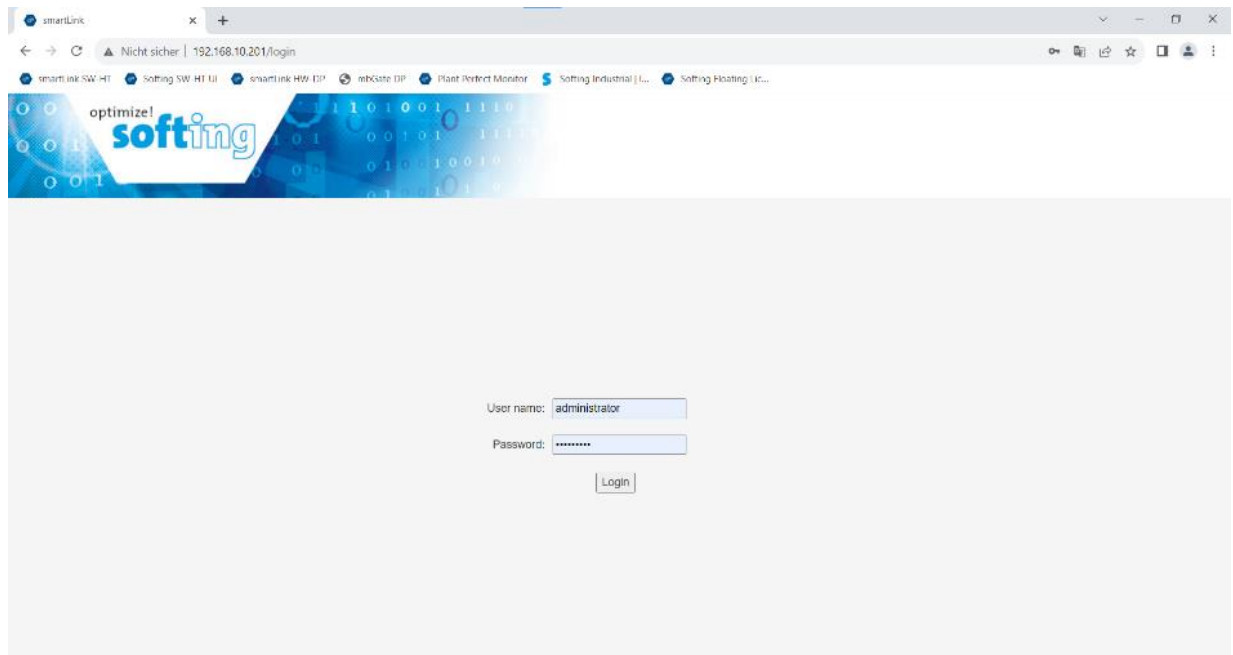 smartLink
Nicht sicher | 192.168.10.201/login
smartLink SW-HT Softing SW-HT UI smartLink HW-DP mbGate DP Plant Perfect Monitor Softing Industrial | I... Softing Floating Lic...
optimize!
softing
User name: administrator
Password: •••••••••
Login